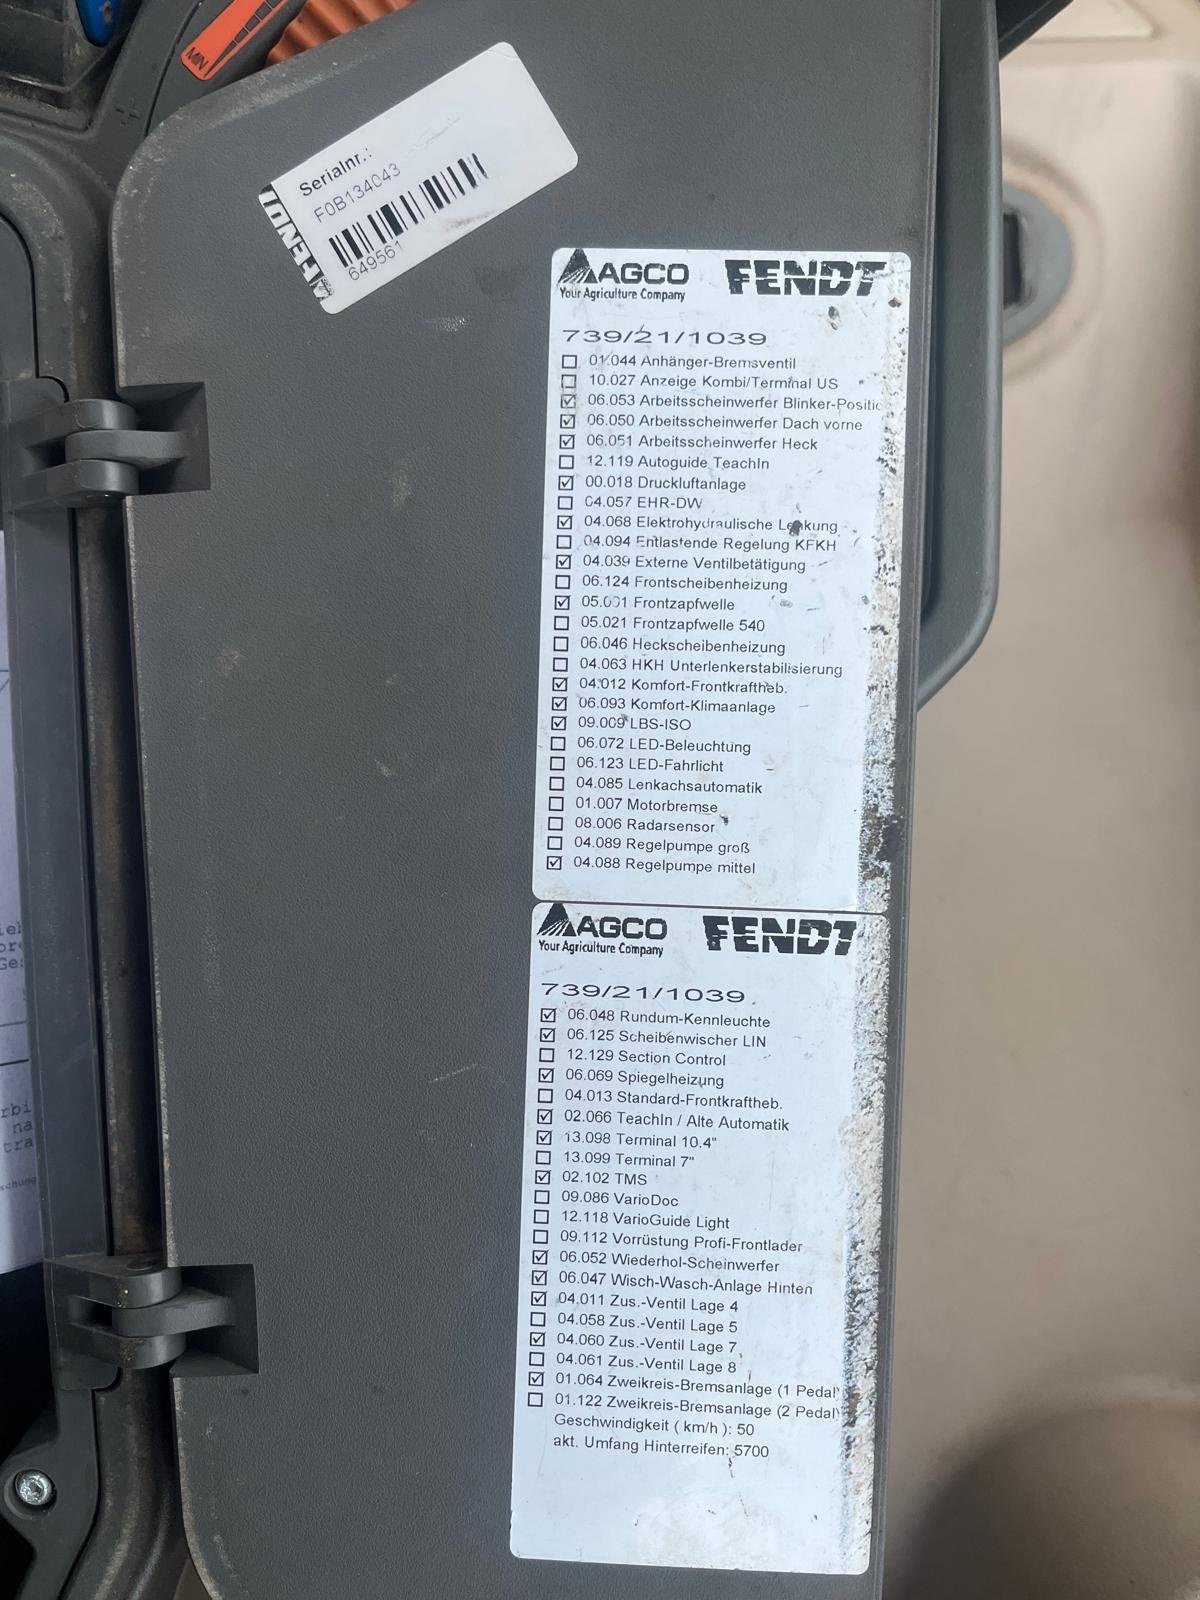 MIN
Serialnr.:
F0B134043
649561
FENDT
AGCO FENDT
Your Agriculture Company
739/21/1039
☐ 01.044 Anhänger-Bremsventil
☐ 10.027 Anzeige Kombi/Terminal US
☑ 06.053 Arbeitsscheinwerfer Blinker-Positio
☑ 06.050 Arbeitsscheinwerfer Dach vorne
☑ 06.051 Arbeitsscheinwerfer Heck
☐ 12.119 Autoguide TeachIn
☑ 00.018 Druckluftanlage
☐ 04.057 EHR-DW
☑ 04.068 Elektrohydraulische Lenkung
☐ 04.094 Entlastende Regelung KFKH
☑ 04.039 Externe Ventilbetätigung
☐ 06.124 Frontscheibenheizung
☑ 05.001 Frontzapfwelle
☐ 05.021 Frontzapfwelle 540
☐ 06.046 Heckscheibenheizung
☐ 04.063 HKH Unterlenkerstabilisierung
☑ 04.012 Komfort-Frontkraftheb.
☑ 06.093 Komfort-Klimaanlage
☑ 09.009 LBS-ISO
☐ 06.072 LED-Beleuchtung
☐ 06.123 LED-Fahrlicht
☐ 04.085 Lenkachsautomatik
☐ 01.007 Motorbremse
☐ 08.006 Radarsensor
☐ 04.089 Regelpumpe groß
☑ 04.088 Regelpumpe mittel
AGCO FENDT
Your Agriculture Company
739/21/1039
☑ 06.048 Rundum-Kennleuchte
☑ 06.125 Scheibenwischer LIN
☐ 12.129 Section Control
☑ 06.069 Spiegelheizung
☐ 04.013 Standard-Frontkraftheb.
☑ 02.066 TeachIn / Alte Automatik
☑ 13.098 Terminal 10.4"
☐ 13.099 Terminal 7"
☑ 02.102 TMS
☐ 09.086 VarioDoc
☐ 12.118 VarioGuide Light
☐ 09.112 Vorrüstung Profi-Frontlader
☑ 06.052 Wiederhol-Scheinwerfer
☑ 06.047 Wisch-Wasch-Anlage Hinten
☑ 04.011 Zus.-Ventil Lage 4
☐ 04.058 Zus.-Ventil Lage 5
☑ 04.060 Zus.-Ventil Lage 7
☐ 04.061 Zus.-Ventil Lage 8
☑ 01.064 Zweikreis-Bremsanlage (1 Pedal)
☐ 01.122 Zweikreis-Bremsanlage (2 Pedal)
Geschwindigkeit ( km/h ): 50
akt. Umfang Hinterreifen: 5700